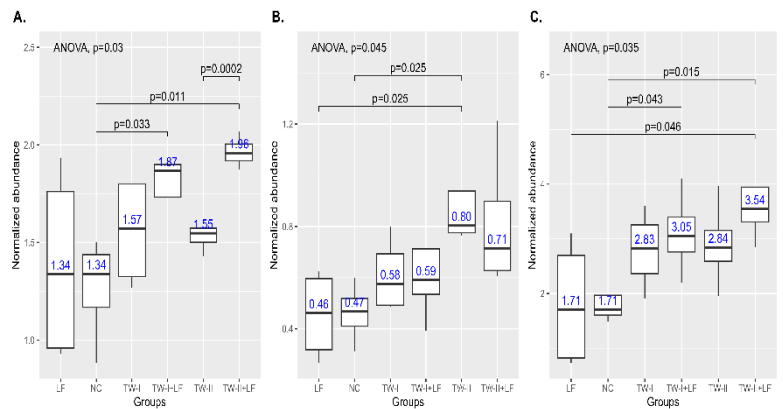 A.
ANOVA, p=0.03
p=0.0002
p=0.011
p=0.033
Normalized abundance
2.5
2.0
1.5
1.0
1.34
1.34
1.57
1.87
1.55
1.96
LF NC TW-I TW-I+LF TW-II TW-II+LF
Groups
B.
ANOVA, p=0.045
p=0.025
p=0.025
Normalized abundance
1.2
0.8
0.4
0.46
0.47
0.58
0.59
0.80
0.71
LF NC TW-I TW-I+LF TW-II TW-II+LF
Groups
C.
ANOVA, p=0.035
p=0.015
p=0.043
p=0.046
Normalized abundance
6
4
2
1.71
1.71
2.83
3.05
2.84
3.54
LF NC TW-I TW-I+LF TW-II TW-II+LF
Groups